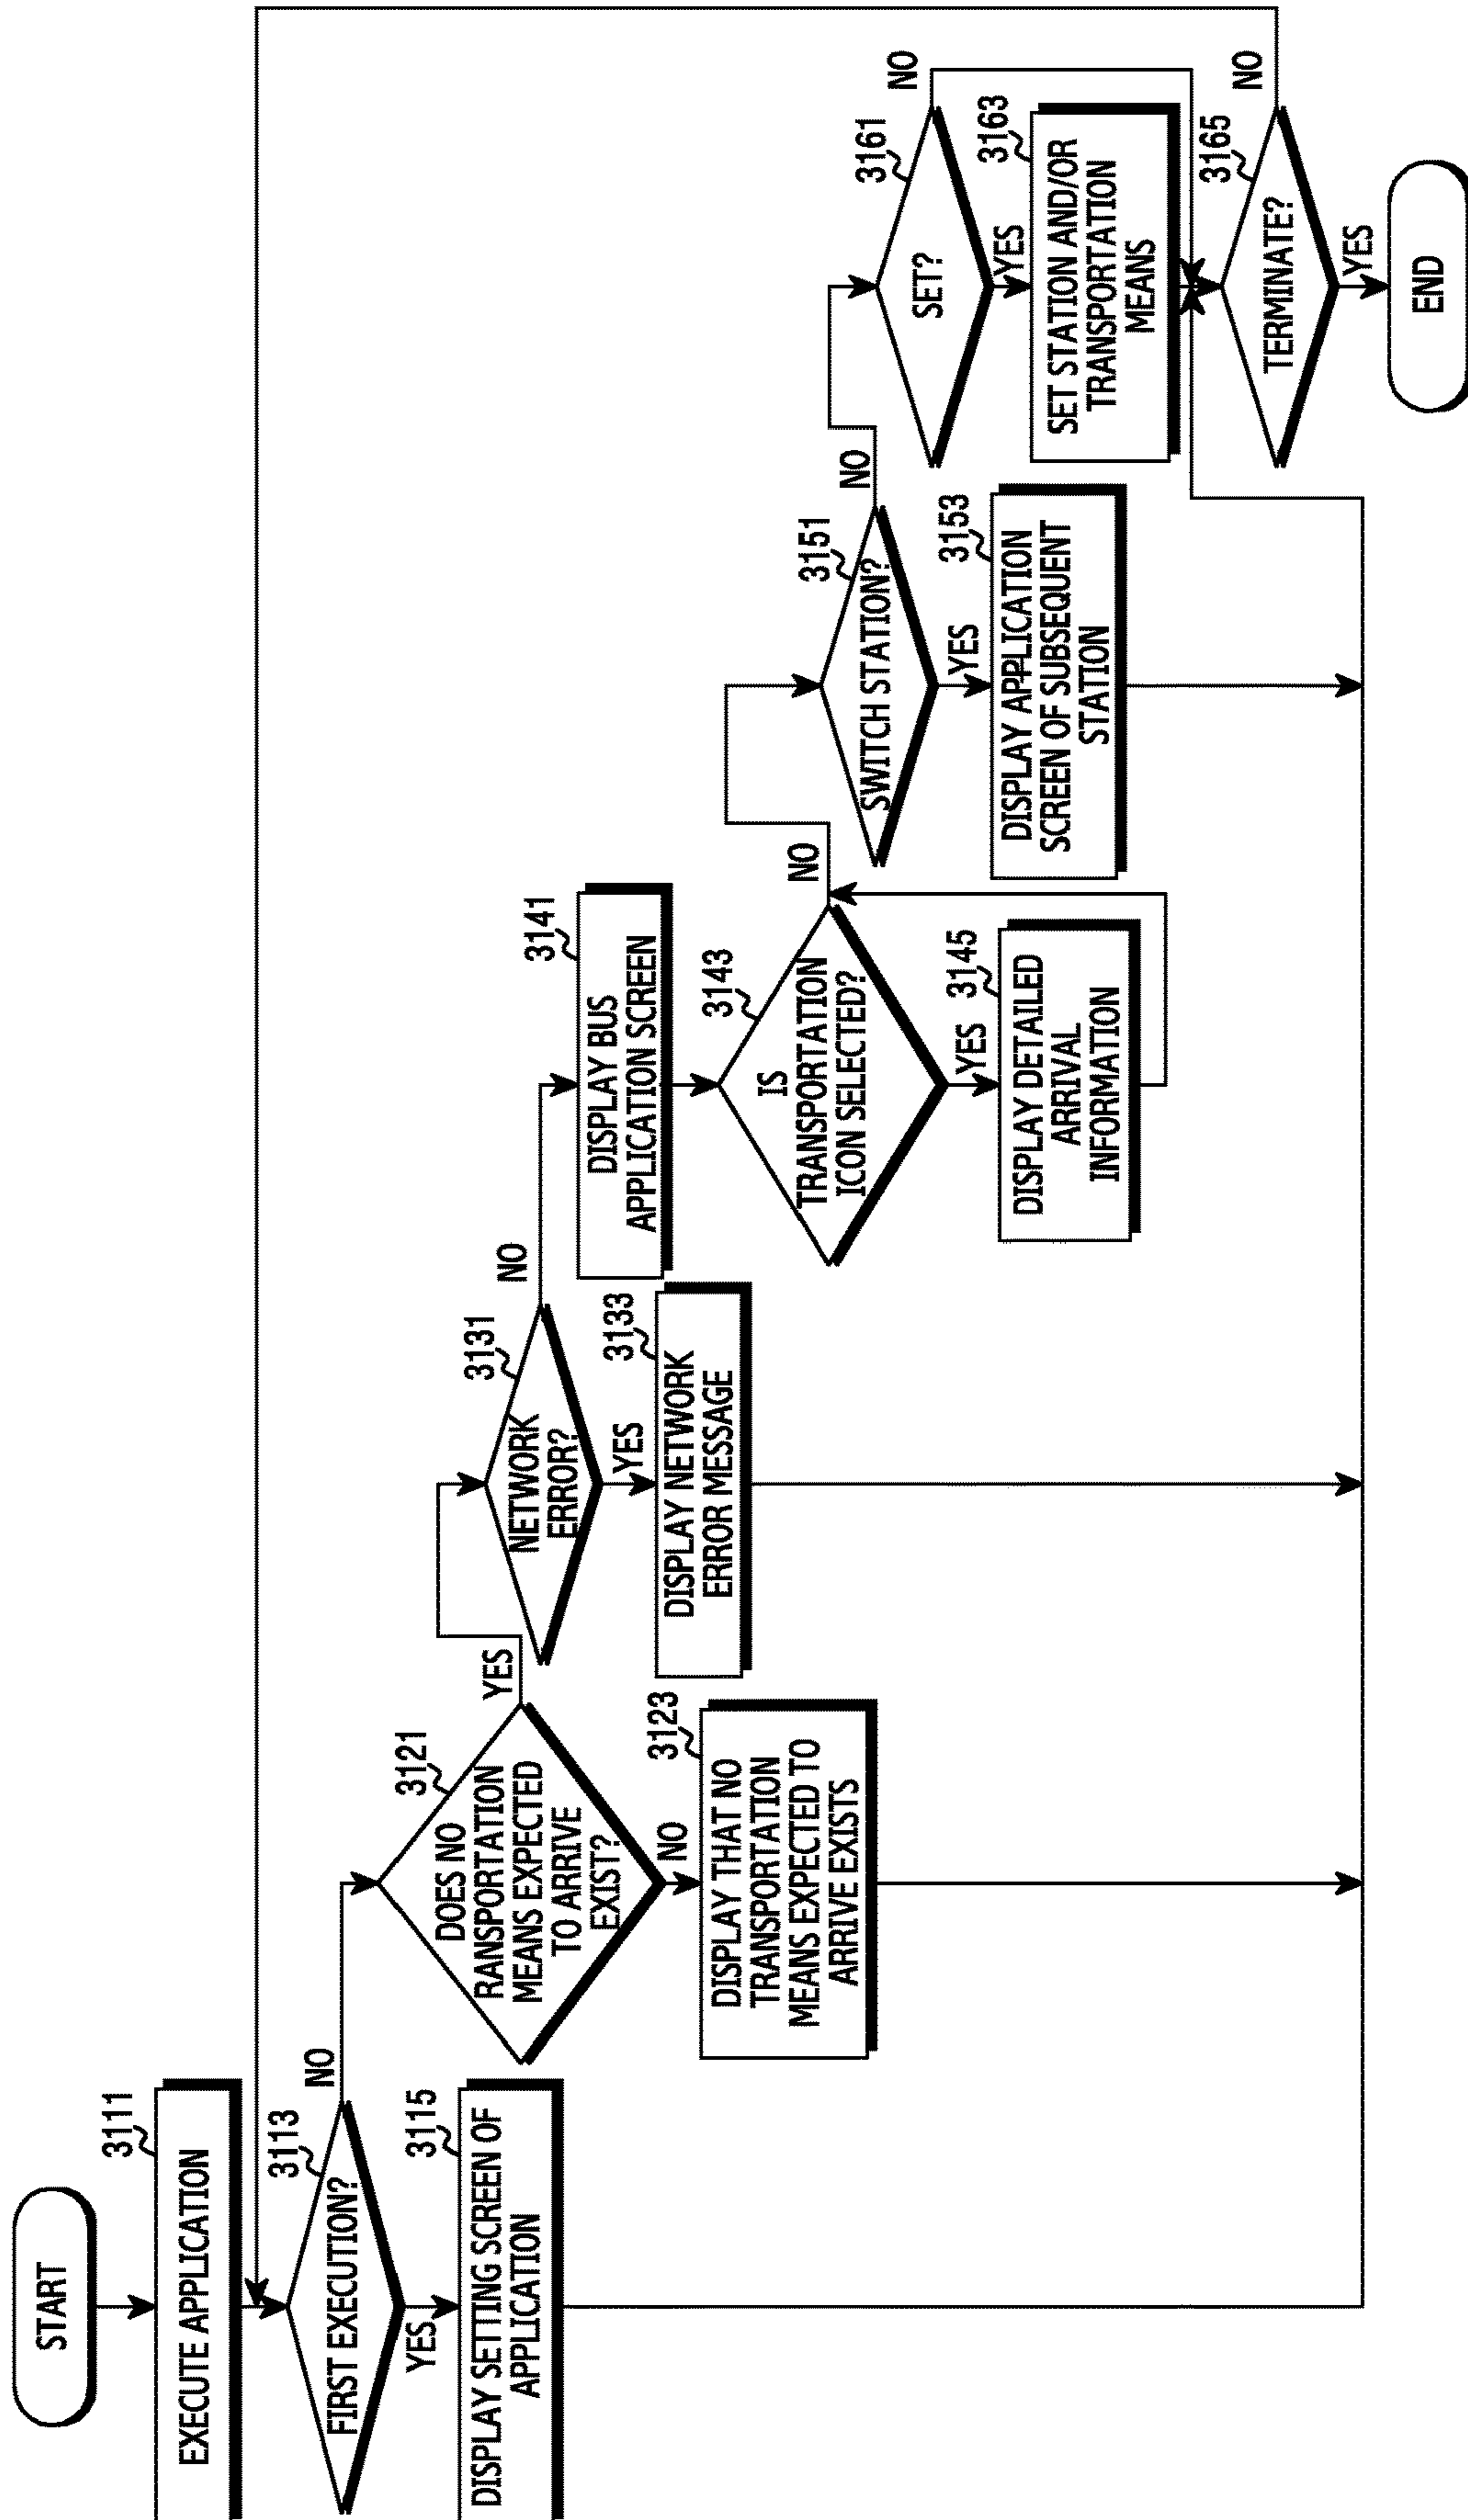 START
3111
EXECUTE APPLICATION
3113
FIRST EXECUTION?
NO
YES
3115
DISPLAY SETTING SCREEN OF
APPLICATION
3121
DOES NO
RANSPORTATION
MEANS EXPECTED
TO ARRIVE
EXIST?
YES
NO
3123
DISPLAY THAT NO
TRANSPORTATION
MEANS EXPECTED TO
ARRIVE EXISTS
3131
NETWORK
ERROR?
NO
YES
3133
DISPLAY NETWORK
ERROR MESSAGE
3141
DISPLAY BUS
APPLICATION SCREEN
3143
IS
TRANSPORTATION
ICON SELECTED?
NO
YES
3145
DISPLAY DETAILED
ARRIVAL
INFORMATION
3151
SWITCH STATION?
NO
YES
3153
DISPLAY APPLICATION
SCREEN OF SUBSEQUENT
STATION
3161
SET?
NO
YES
3163
SET STATION AND/OR
TRANSPORTATION
MEANS
3165
TERMINATE?
NO
YES
END